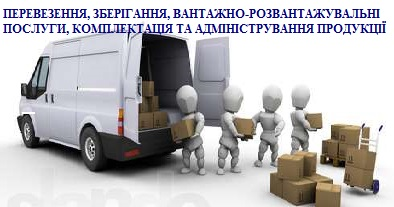 ПЕРЕВЕЗЕННЯ, ЗБЕРІГАННЯ, ВАНТАЖНО-РОЗВАНТАЖУВАЛЬНІ
ПОСЛУГИ, КОМПЛЕКТАЦІЯ ТА АДМІНІСТРУВАННЯ ПРОДУКЦІЇ